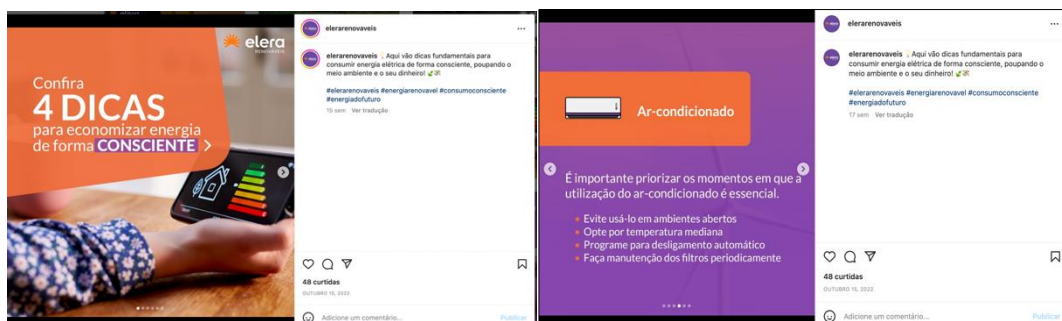 elera
RENOVÁVEIS
Confira
4 DICAS
para economizar energia
de forma CONSCIENTE >
elerarenovaveis
elerarenovaveis Aqui vão dicas fundamentais para
consumir energia elétrica de forma consciente, poupando o
meio ambiente e o seu dinheiro!
#elerarenovaveis #energiarenovavel #consumoconsciente
#energiadofuturo
15 sem Ver tradução
48 curtidas
OUTUBRO 15, 2022
Adicione um comentário...
Publicar
Ar-condicionado
É importante priorizar os momentos em que a
utilização do ar-condicionado é essencial.
• Evite usá-lo em ambientes abertos
• Opte por temperatura mediana
• Programe para desligamento automático
• Faça manutenção dos filtros periodicamente
elerarenovaveis
elerarenovaveis Aqui vão dicas fundamentais para
consumir energia elétrica de forma consciente, poupando o
meio ambiente e o seu dinheiro!
#elerarenovaveis #energiarenovavel #consumoconsciente
#energiadofuturo
17 sem Ver tradução
48 curtidas
OUTUBRO 15, 2022
Adicione um comentário...
Publicar